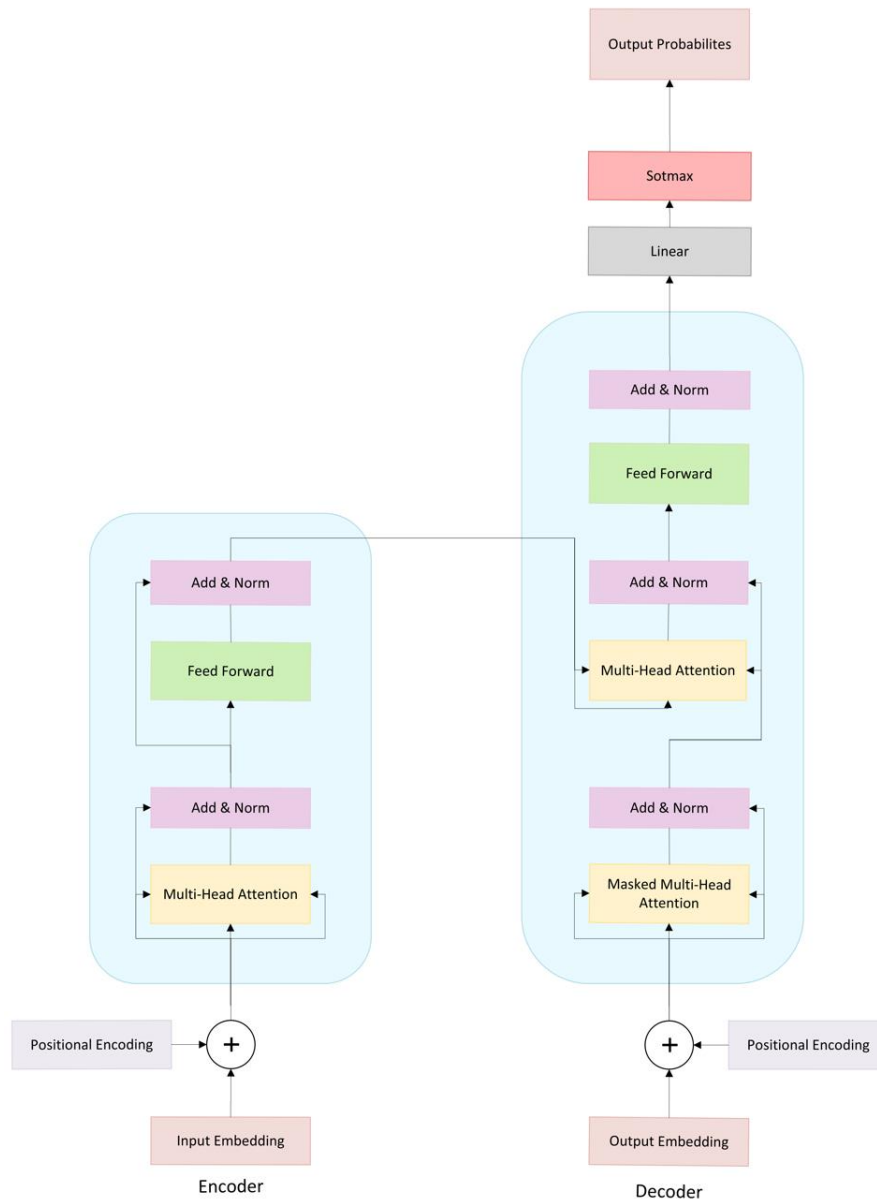 Output Probabilites
Sotmax
Linear
Add & Norm
Feed Forward
Add & Norm
Add & Norm
Multi-Head Attention
Feed Forward
Add & Norm
Add & Norm
Multi-Head Attention
Masked Multi-Head
Attention
Positional Encoding
+
+
Positional Encoding
Input Embedding
Output Embedding
Encoder
Decoder